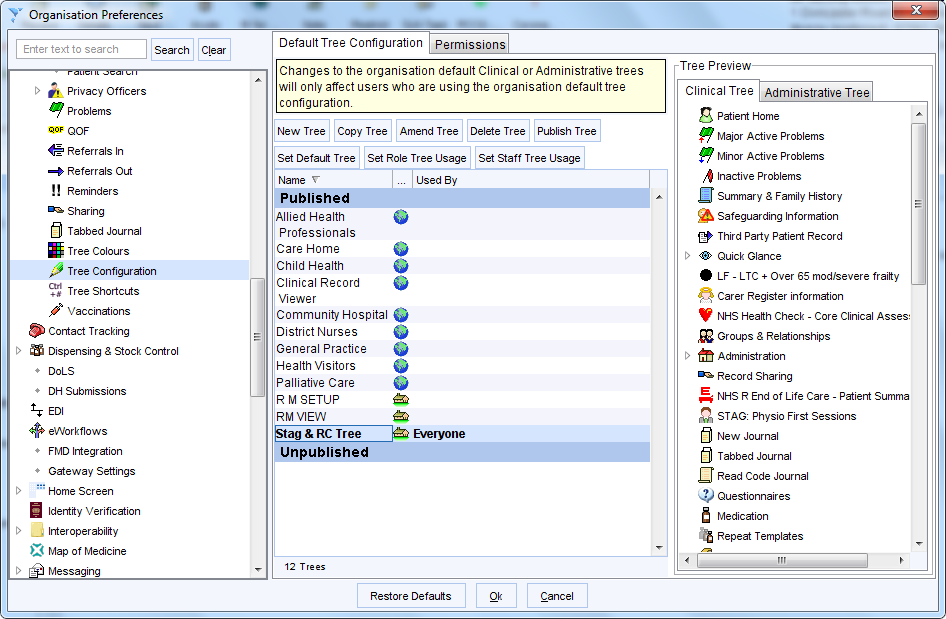 Organisation Preferences
Enter text to search
Search
Clear
Patient Search
Privacy Officers
Problems
QOF QOF
Referrals In
Referrals Out
!! Reminders
Sharing
Tabbed Journal
Tree Colours
Tree Configuration
Ctrl
+# Tree Shortcuts
Vaccinations
Contact Tracking
Dispensing & Stock Control
DoLS
DH Submissions
EDI
eWorkflows
FMD Integration
Gateway Settings
Home Screen
Identity Verification
Interoperability
Map of Medicine
Messaging
Default Tree Configuration
Permissions
Changes to the organisation default Clinical or Administrative trees
will only affect users who are using the organisation default tree
configuration.
New Tree
Copy Tree
Amend Tree
Delete Tree
Publish Tree
Set Default Tree
Set Role Tree Usage
Set Staff Tree Usage
Name
...
Used By
Published
Allied Health
Professionals
Care Home
Child Health
Clinical Record
Viewer
Community Hospital
District Nurses
General Practice
Health Visitors
Palliative Care
R M SETUP
RM VIEW
Stag & RC Tree
Everyone
Unpublished
12 Trees
Tree Preview
Clinical Tree
Administrative Tree
Patient Home
Major Active Problems
Minor Active Problems
Inactive Problems
Summary & Family History
Safeguarding Information
Third Party Patient Record
Quick Glance
LF - LTC + Over 65 mod/severe frailty
Carer Register information
NHS Health Check - Core Clinical Assess
Groups & Relationships
Administration
Record Sharing
NHS R End of Life Care - Patient Summa
STAG: Physio First Sessions
New Journal
Tabbed Journal
Read Code Journal
Questionnaires
Medication
Repeat Templates
Restore Defaults
Ok
Cancel